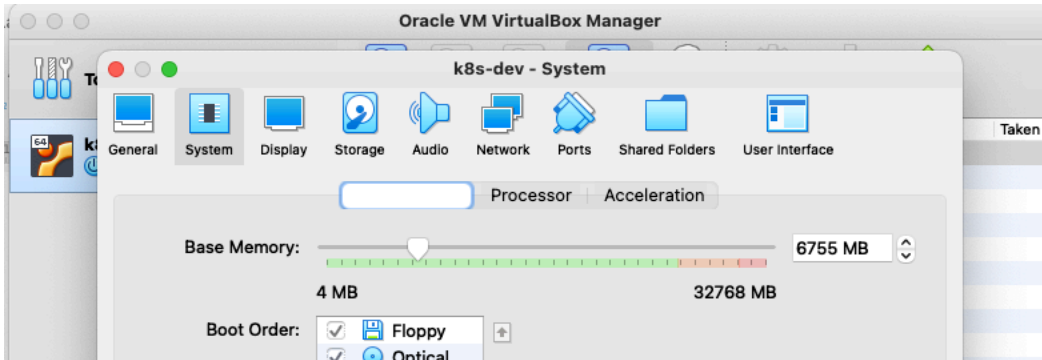 Oracle VM VirtualBox Manager
k8s-dev - System
64
General System Display Storage Audio Network Ports Shared Folders User Interface
Taken
Processor Acceleration
Base Memory: 6755 MB
4 MB 32768 MB
Boot Order: Floppy
Optical